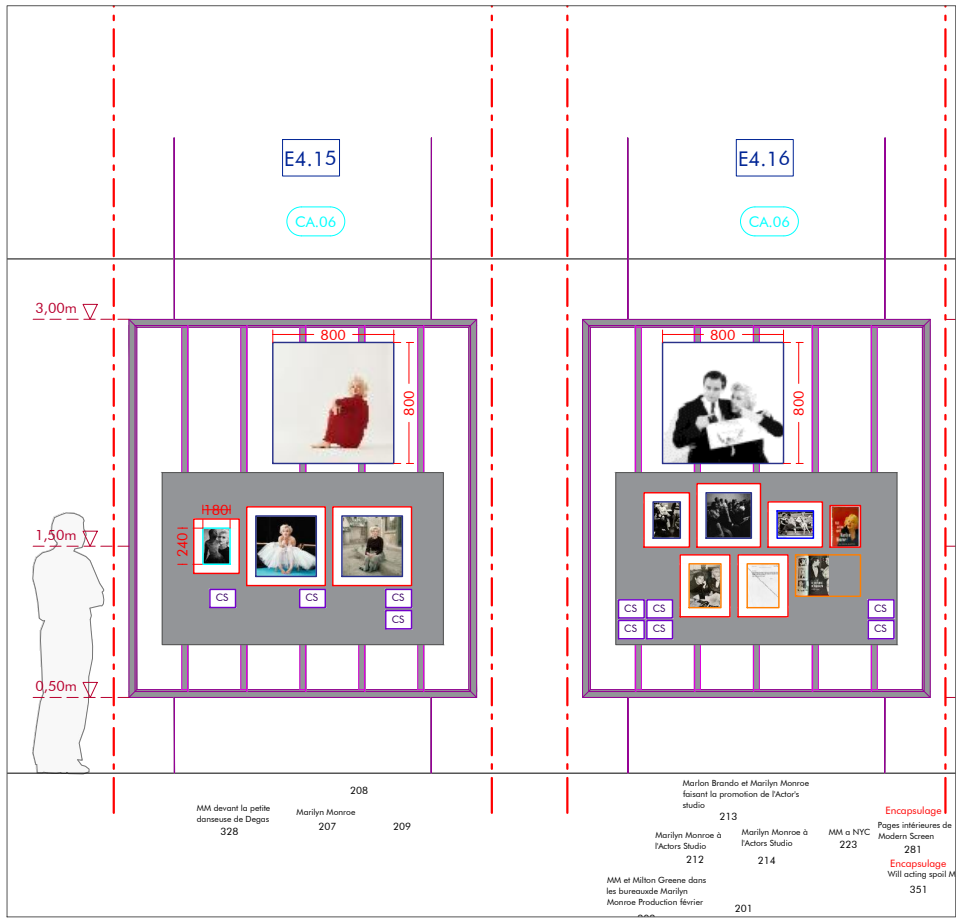 E4.15
E4.16
CA.06
CA.06
3,00m
800
800
800
800
180
1,50m
240
CS
CS
CS
CS
CS
CS
CS
CS
CS
CS
0,50m
208
MM devant la petite
danseuse de Degas
328
Marilyn Monroe
207
209
Marlon Brando et Marilyn Monroe
faisant la promotion de l'Actor's
studio
213
Marilyn Monroe à
l'Actors Studio
212
Marilyn Monroe à
l'Actors Studio
214
MM a NYC
223
Encapsulage
Pages intérieures de
Modern Screen
281
Encapsulage
Will acting spoil M
351
MM et Milton Greene dans
les bureauxde Marilyn
Monroe Production février
201